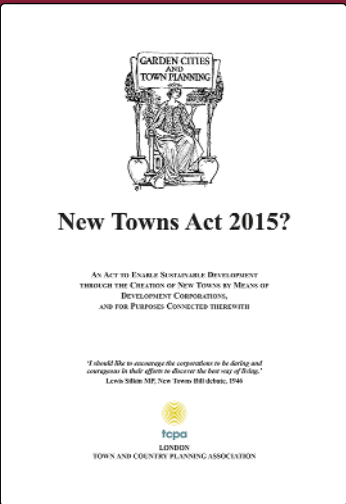 GARDEN CITIES
AND
TOWN PLANNING
New Towns Act 2015?
AN ACT TO ENABLE SUSTAINABLE DEVELOPMENT
THROUGH THE CREATION OF NEW TOWNS BY MEANS OF
DEVELOPMENT CORPORATIONS,
AND FOR PURPOSES CONNECTED THEREWITH
'I should like to encourage the corporations to be daring and
courageous in their efforts to discover the best way of living.'
Lewis Silkin MP, New Towns Bill debate, 1946
tcpa
LONDON
TOWN AND COUNTRY PLANNING ASSOCIATION